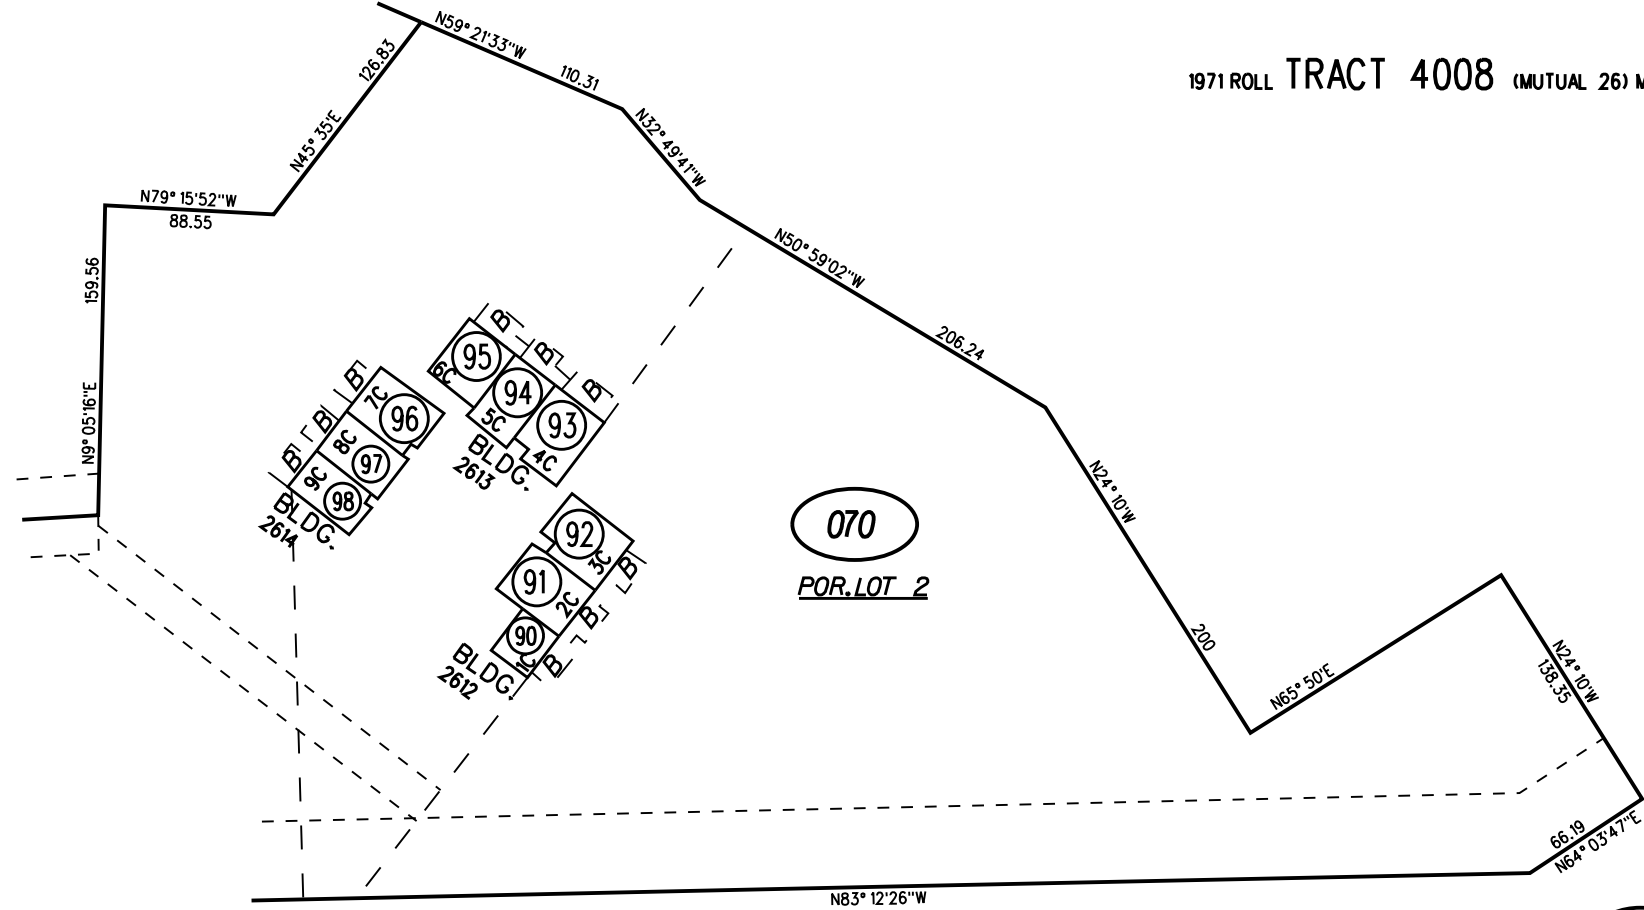 1971 ROLL TRACT 4008 (MUTUAL 26)
N59° 21'33"W
110.31
126.83
N45° 35'E
N32° 49'41"W
N79° 15'52"W
88.55
159.56
N9° 05'16"E
N50° 59'02"W
206.24
B
B
B
95
6C
94
5C
93
4C
BLDG.
2613
B
B
B
7C
96
8C
97
9C
98
BLDG.
2614
92
3C
91
2C
90
1C
B
B
B
BLDG.
2612
070
POR.LOT 2
N24° 10'W
200
N65° 50'E
N24° 10'W
138.35
66.19
N64° 03'47"E
N83° 12'26"W